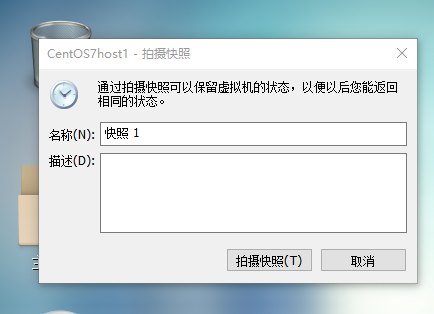 CentOS7host1 - 拍摄快照
通过拍摄快照可以保留虚拟机的状态，以便以后您能返回
相同的状态。
名称(N):
快照 1
描述(D):
拍摄快照(T)
取消